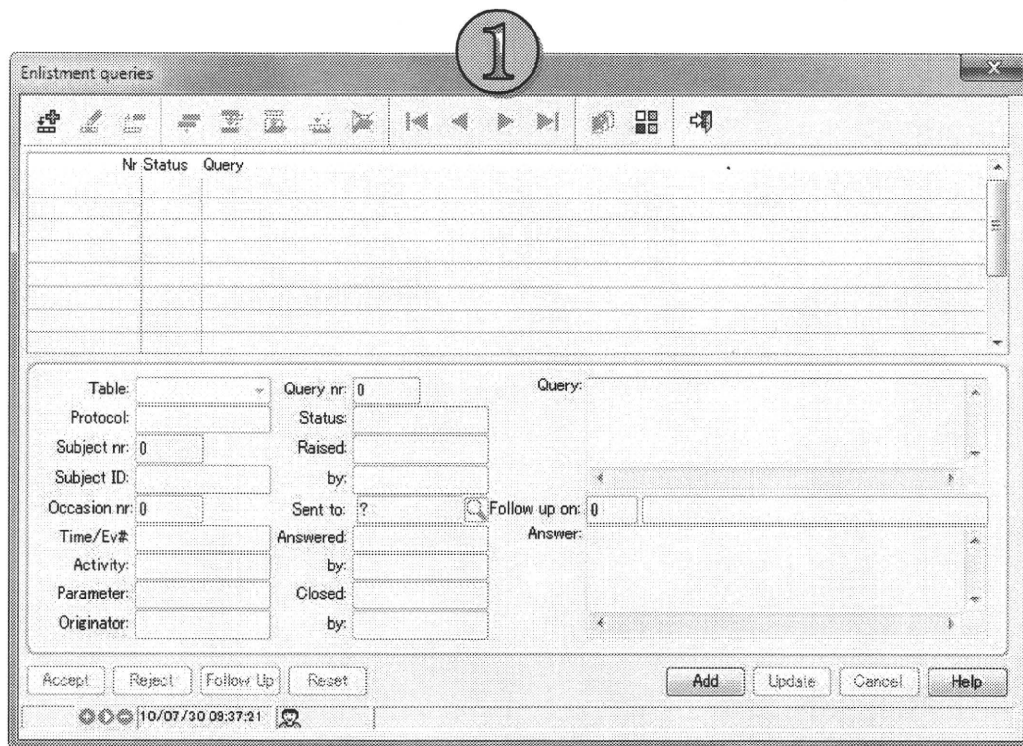 1
Enlistment queries
Nr Status Query
Table: Query nr: 0 Query:
Protocol: Status:
Subject nr: 0 Raised:
Subject ID: by:
Occasion nr: 0 Sent to: ? Follow up on: 0
Time/Ev# Answered: Answer:
Activity: by:
Parameter: Closed:
Originator: by:
Accept Reject Follow Up Reset Add Update Cancel Help
10/07/30 09:37:21